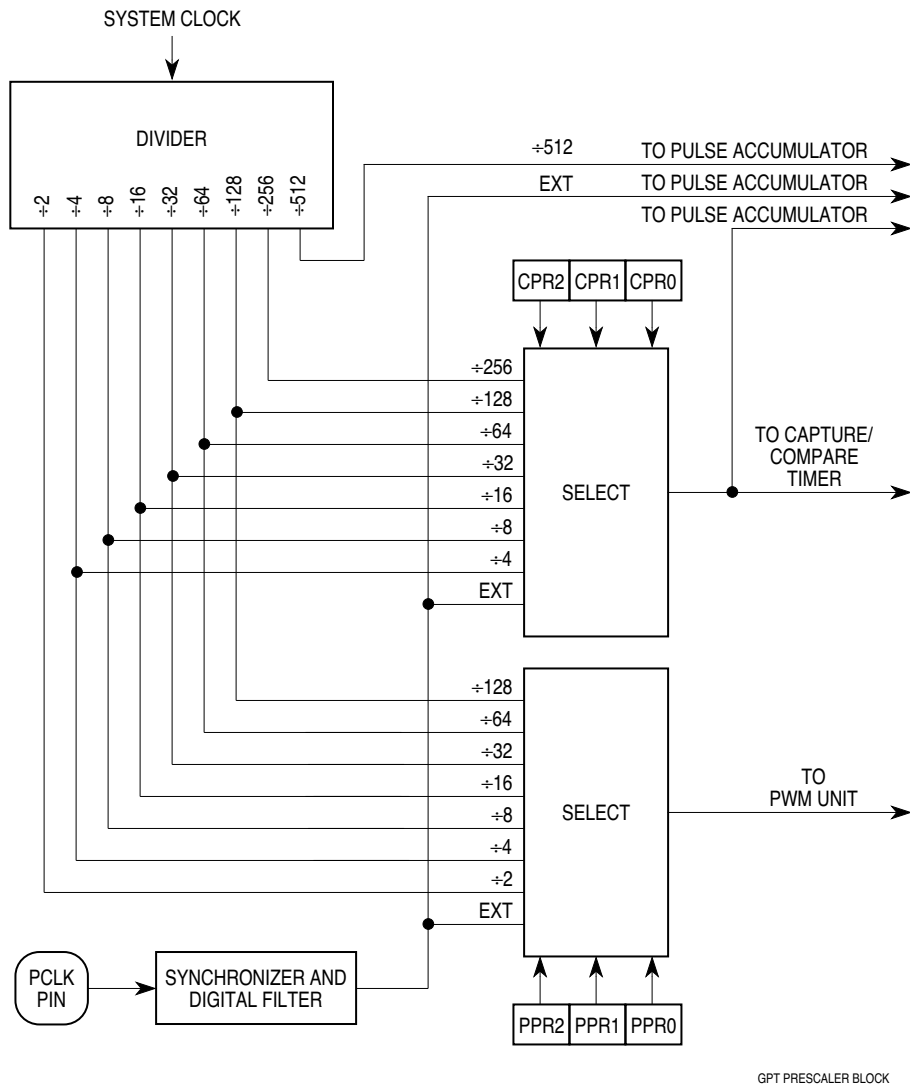 SYSTEM CLOCK
DIVIDER
÷2
÷4
÷8
÷16
÷32
÷64
÷128
÷256
÷512
÷512
TO PULSE ACCUMULATOR
EXT
TO PULSE ACCUMULATOR
TO PULSE ACCUMULATOR
CPR2
CPR1
CPR0
÷256
÷128
÷64
÷32
÷16
÷8
÷4
EXT
SELECT
TO CAPTURE/
COMPARE
TIMER
÷128
÷64
÷32
÷16
÷8
÷4
÷2
EXT
SELECT
TO
PWM UNIT
PCLK
PIN
SYNCHRONIZER AND
DIGITAL FILTER
PPR2
PPR1
PPR0
GPT PRESCALER BLOCK